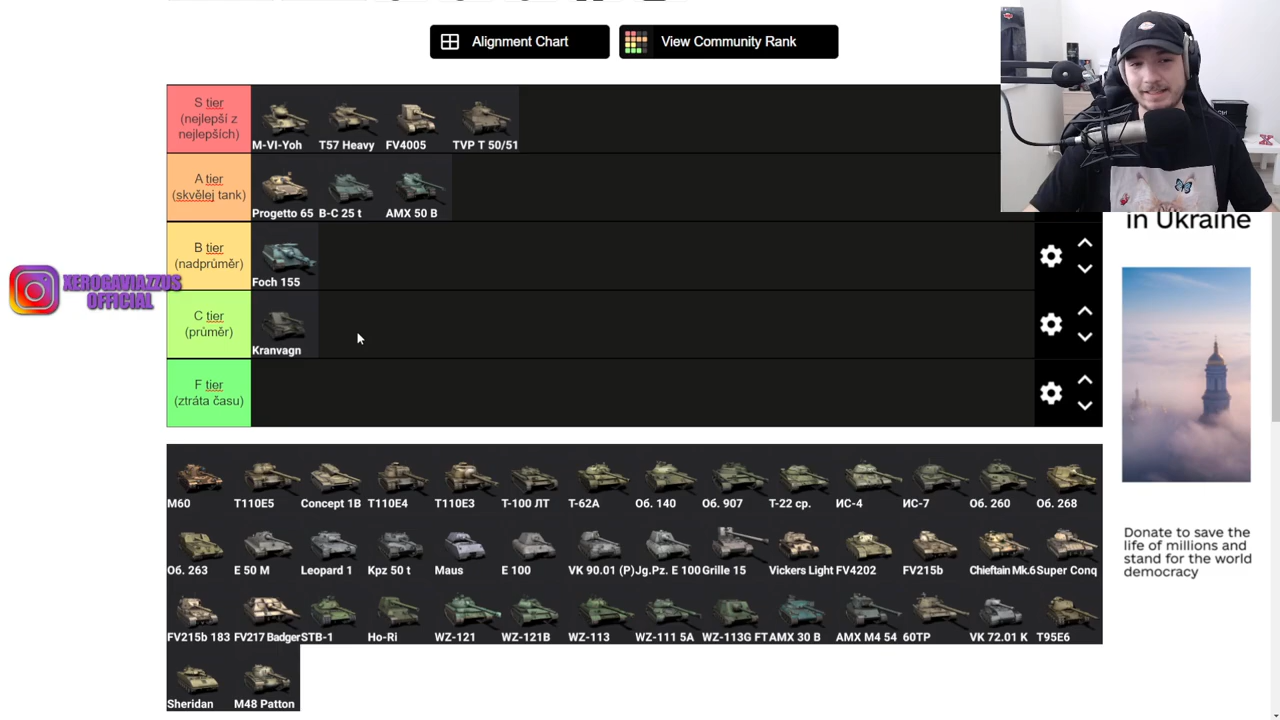 Alignment Chart
View Community Rank
S tier
(nejlepší z
nejlepších)
M-VI-Yoh
T57 Heavy
FV4005
TVP T 50/51
A tier
(skvělej tank)
Progetto 65
B-C 25 t
AMX 50 B
B tier
(nadprůměr)
Foch 155
C tier
(průměr)
Kranvagn
F tier
(ztráta času)
XEROGAVIAZZUS
OFFICIAL
in Ukraine
Donate to save the
life of millions and
stand for the world
democracy
M60
T110E5
Concept 1B
T110E4
T110E3
Т-100 ЛТ
T-62A
Об. 140
Об. 907
Т-22 ср.
ИС-4
ИС-7
Об. 260
Об. 268
Об. 263
E 50 M
Leopard 1
Kpz 50 t
Maus
E 100
VK 90.01 (P)
Jg.Pz. E 100
Grille 15
Vickers Light
FV4202
FV215b
Chieftain Mk.6
Super Conq
FV215b 183
FV217 Badger
STB-1
Ho-Ri
WZ-121
WZ-121B
WZ-113
WZ-111 5A
WZ-113G FT
AMX 30 B
AMX M4 54
60TP
VK 72.01 K
T95E6
Sheridan
M48 Patton